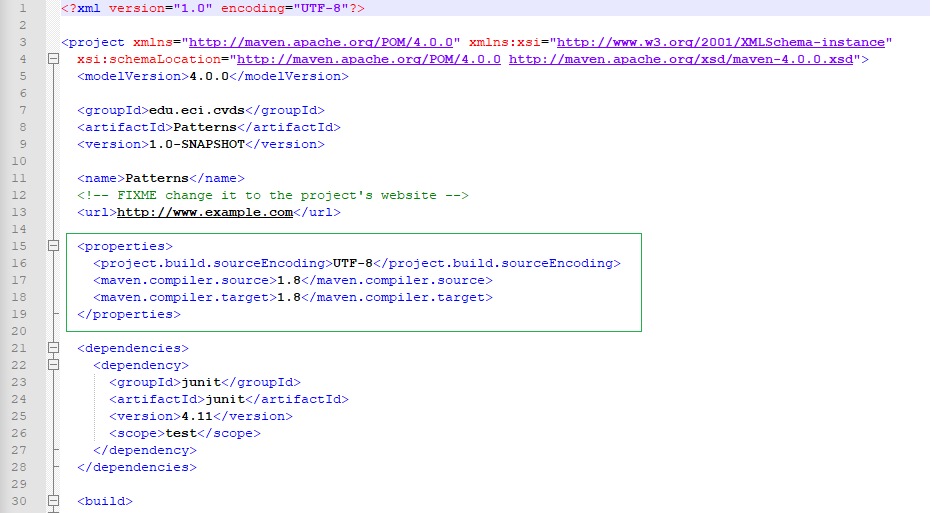 1 <?xml version="1.0" encoding="UTF-8"?>
2
3 <project xmlns="http://maven.apache.org/POM/4.0.0" xmlns:xsi="http://www.w3.org/2001/XMLSchema-instance"
4 xsi:schemaLocation="http://maven.apache.org/POM/4.0.0 http://maven.apache.org/xsd/maven-4.0.0.xsd">
5 <modelVersion>4.0.0</modelVersion>
6
7 <groupId>edu.eci.cvds</groupId>
8 <artifactId>Patterns</artifactId>
9 <version>1.0-SNAPSHOT</version>
10
11 <name>Patterns</name>
12 <!-- FIXME change it to the project's website -->
13 <url>http://www.example.com</url>
14
15 <properties>
16 <project.build.sourceEncoding>UTF-8</project.build.sourceEncoding>
17 <maven.compiler.source>1.8</maven.compiler.source>
18 <maven.compiler.target>1.8</maven.compiler.target>
19 </properties>
20
21 <dependencies>
22 <dependency>
23 <groupId>junit</groupId>
24 <artifactId>junit</artifactId>
25 <version>4.11</version>
26 <scope>test</scope>
27 </dependency>
28 </dependencies>
29
30 <build>